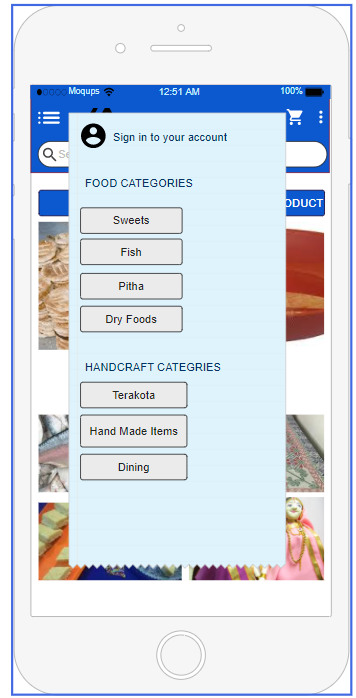 Moqups 12:51 AM 100%
Sign in to your account
Se
FOOD CATEGORIES
ODUCT
Sweets
Fish
Pitha
Dry Foods
HANDCRAFT CATEGRIES
Terakota
Hand Made Items
Dining